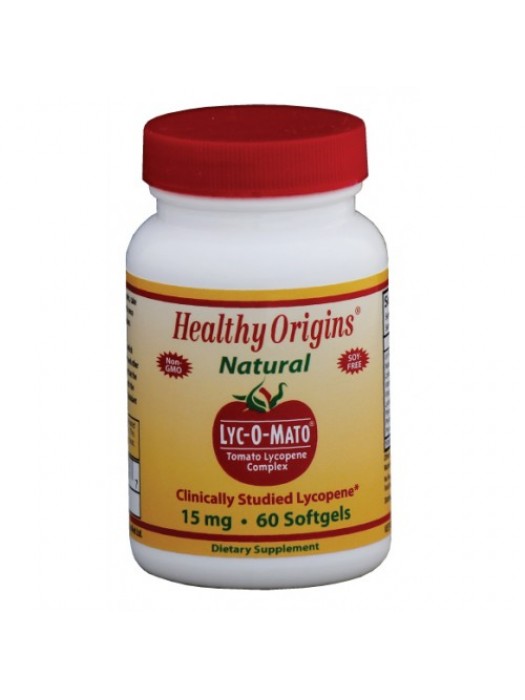 Healthy Origins®
Natural
Non-
GMO
SOY-
FREE
LYC-O-MATO®
Tomato Lycopene
Complex
Clinically Studied Lycopene*
15 mg • 60 Softgels
Dietary Supplement